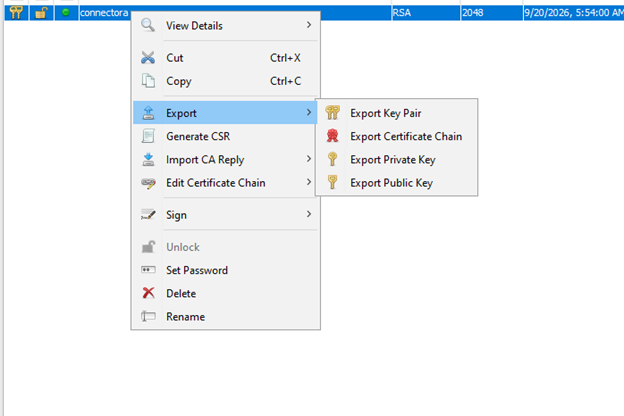 connectora
RSA
2048
9/20/2026, 5:54:00 AM
View Details
Cut Ctrl+X
Copy Ctrl+C
Export
Generate CSR
Import CA Reply
Edit Certificate Chain
Sign
Unlock
Set Password
Delete
Rename
Export Key Pair
Export Certificate Chain
Export Private Key
Export Public Key